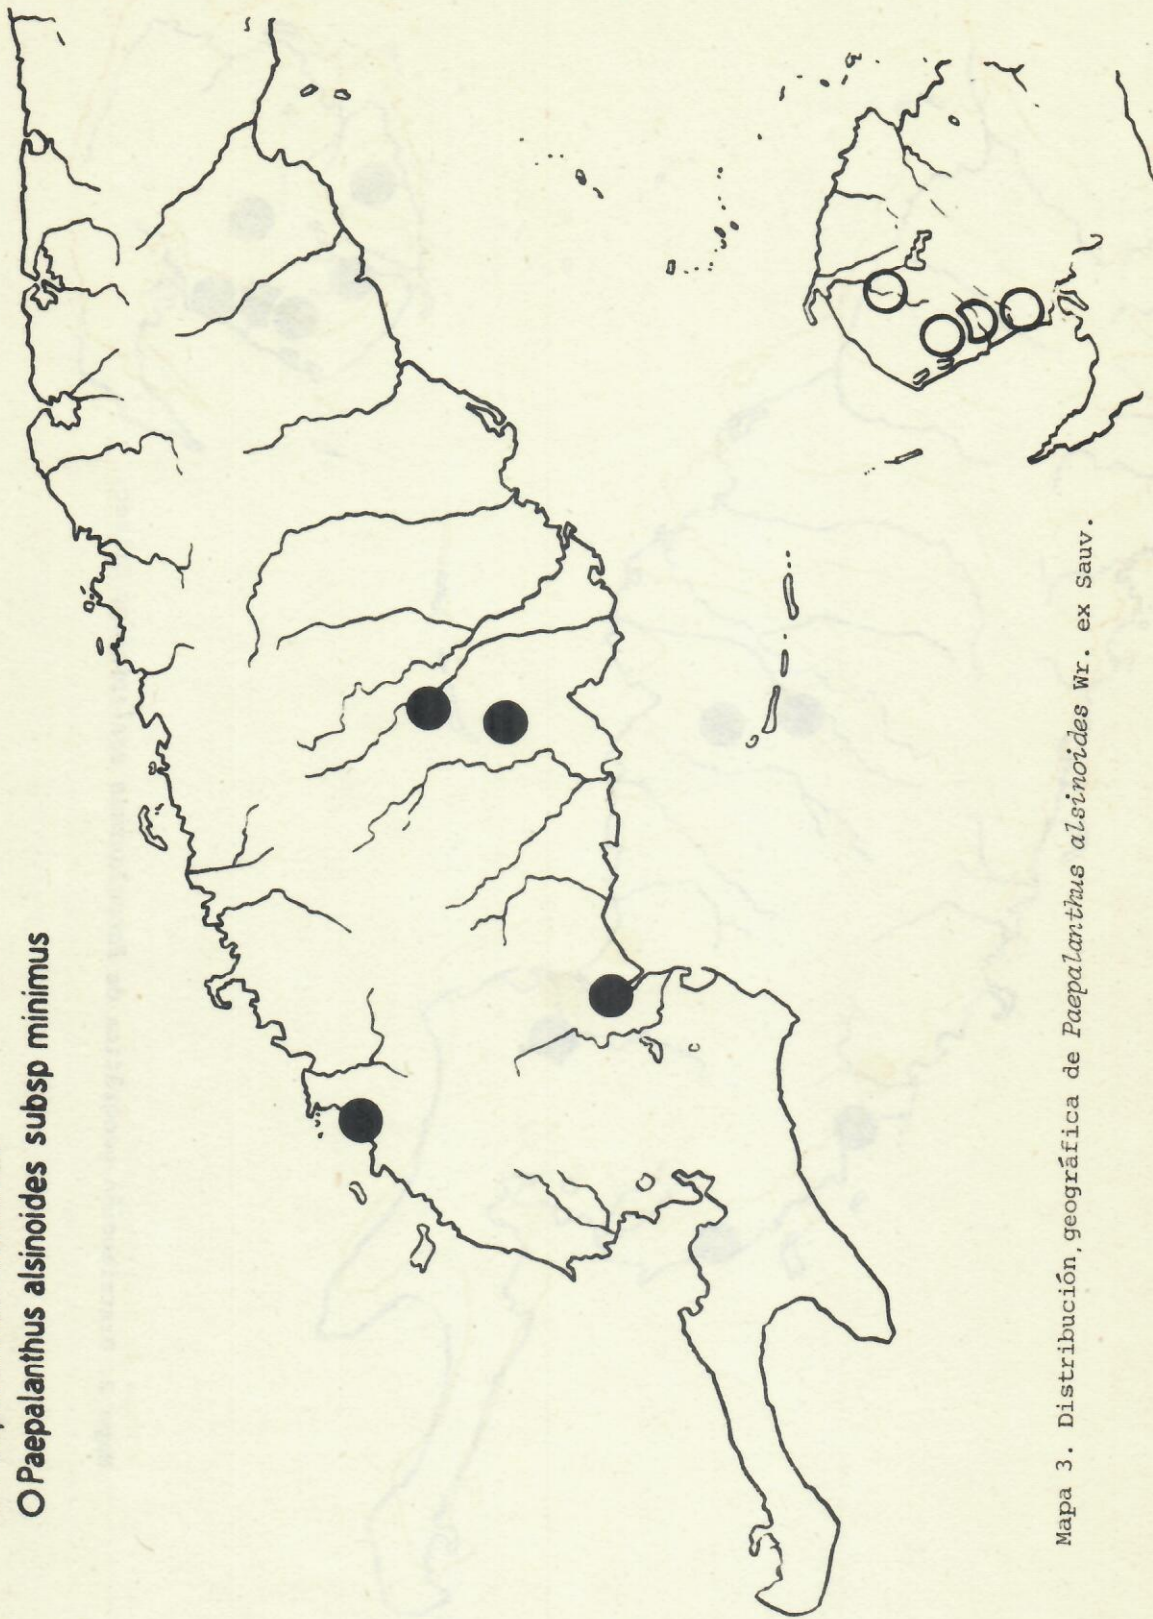 O Paepalanthus alsinoides subsp minimus
Mapa 3. Distribución, geográfica de Paepalanthus alsinoides Wr. ex Sauv.